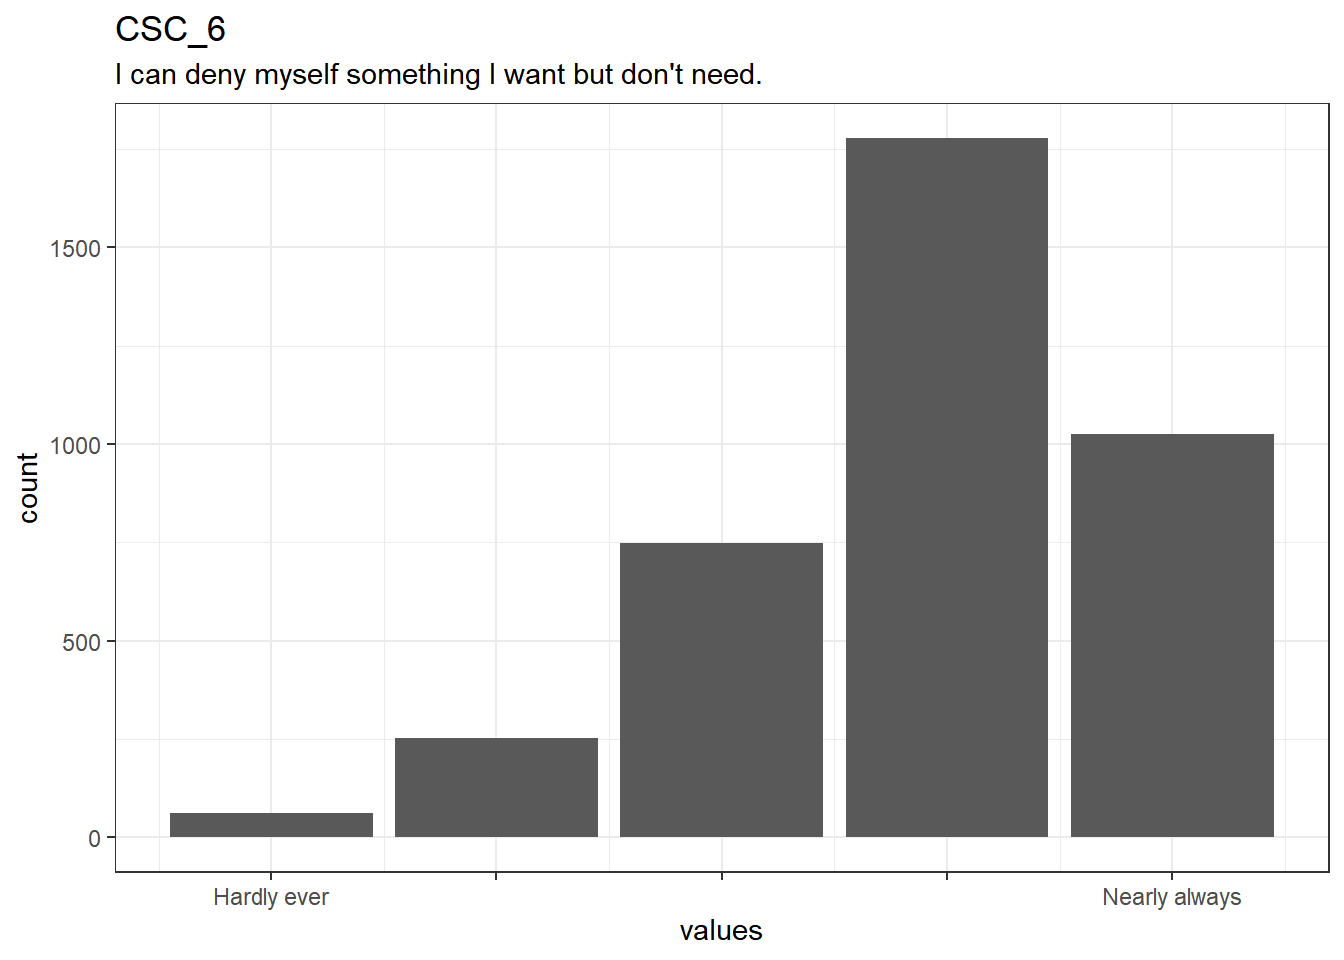 CSC_6
I can deny myself something I want but don't need.
1500
1000
500
0
count
Hardly ever
Nearly always
values